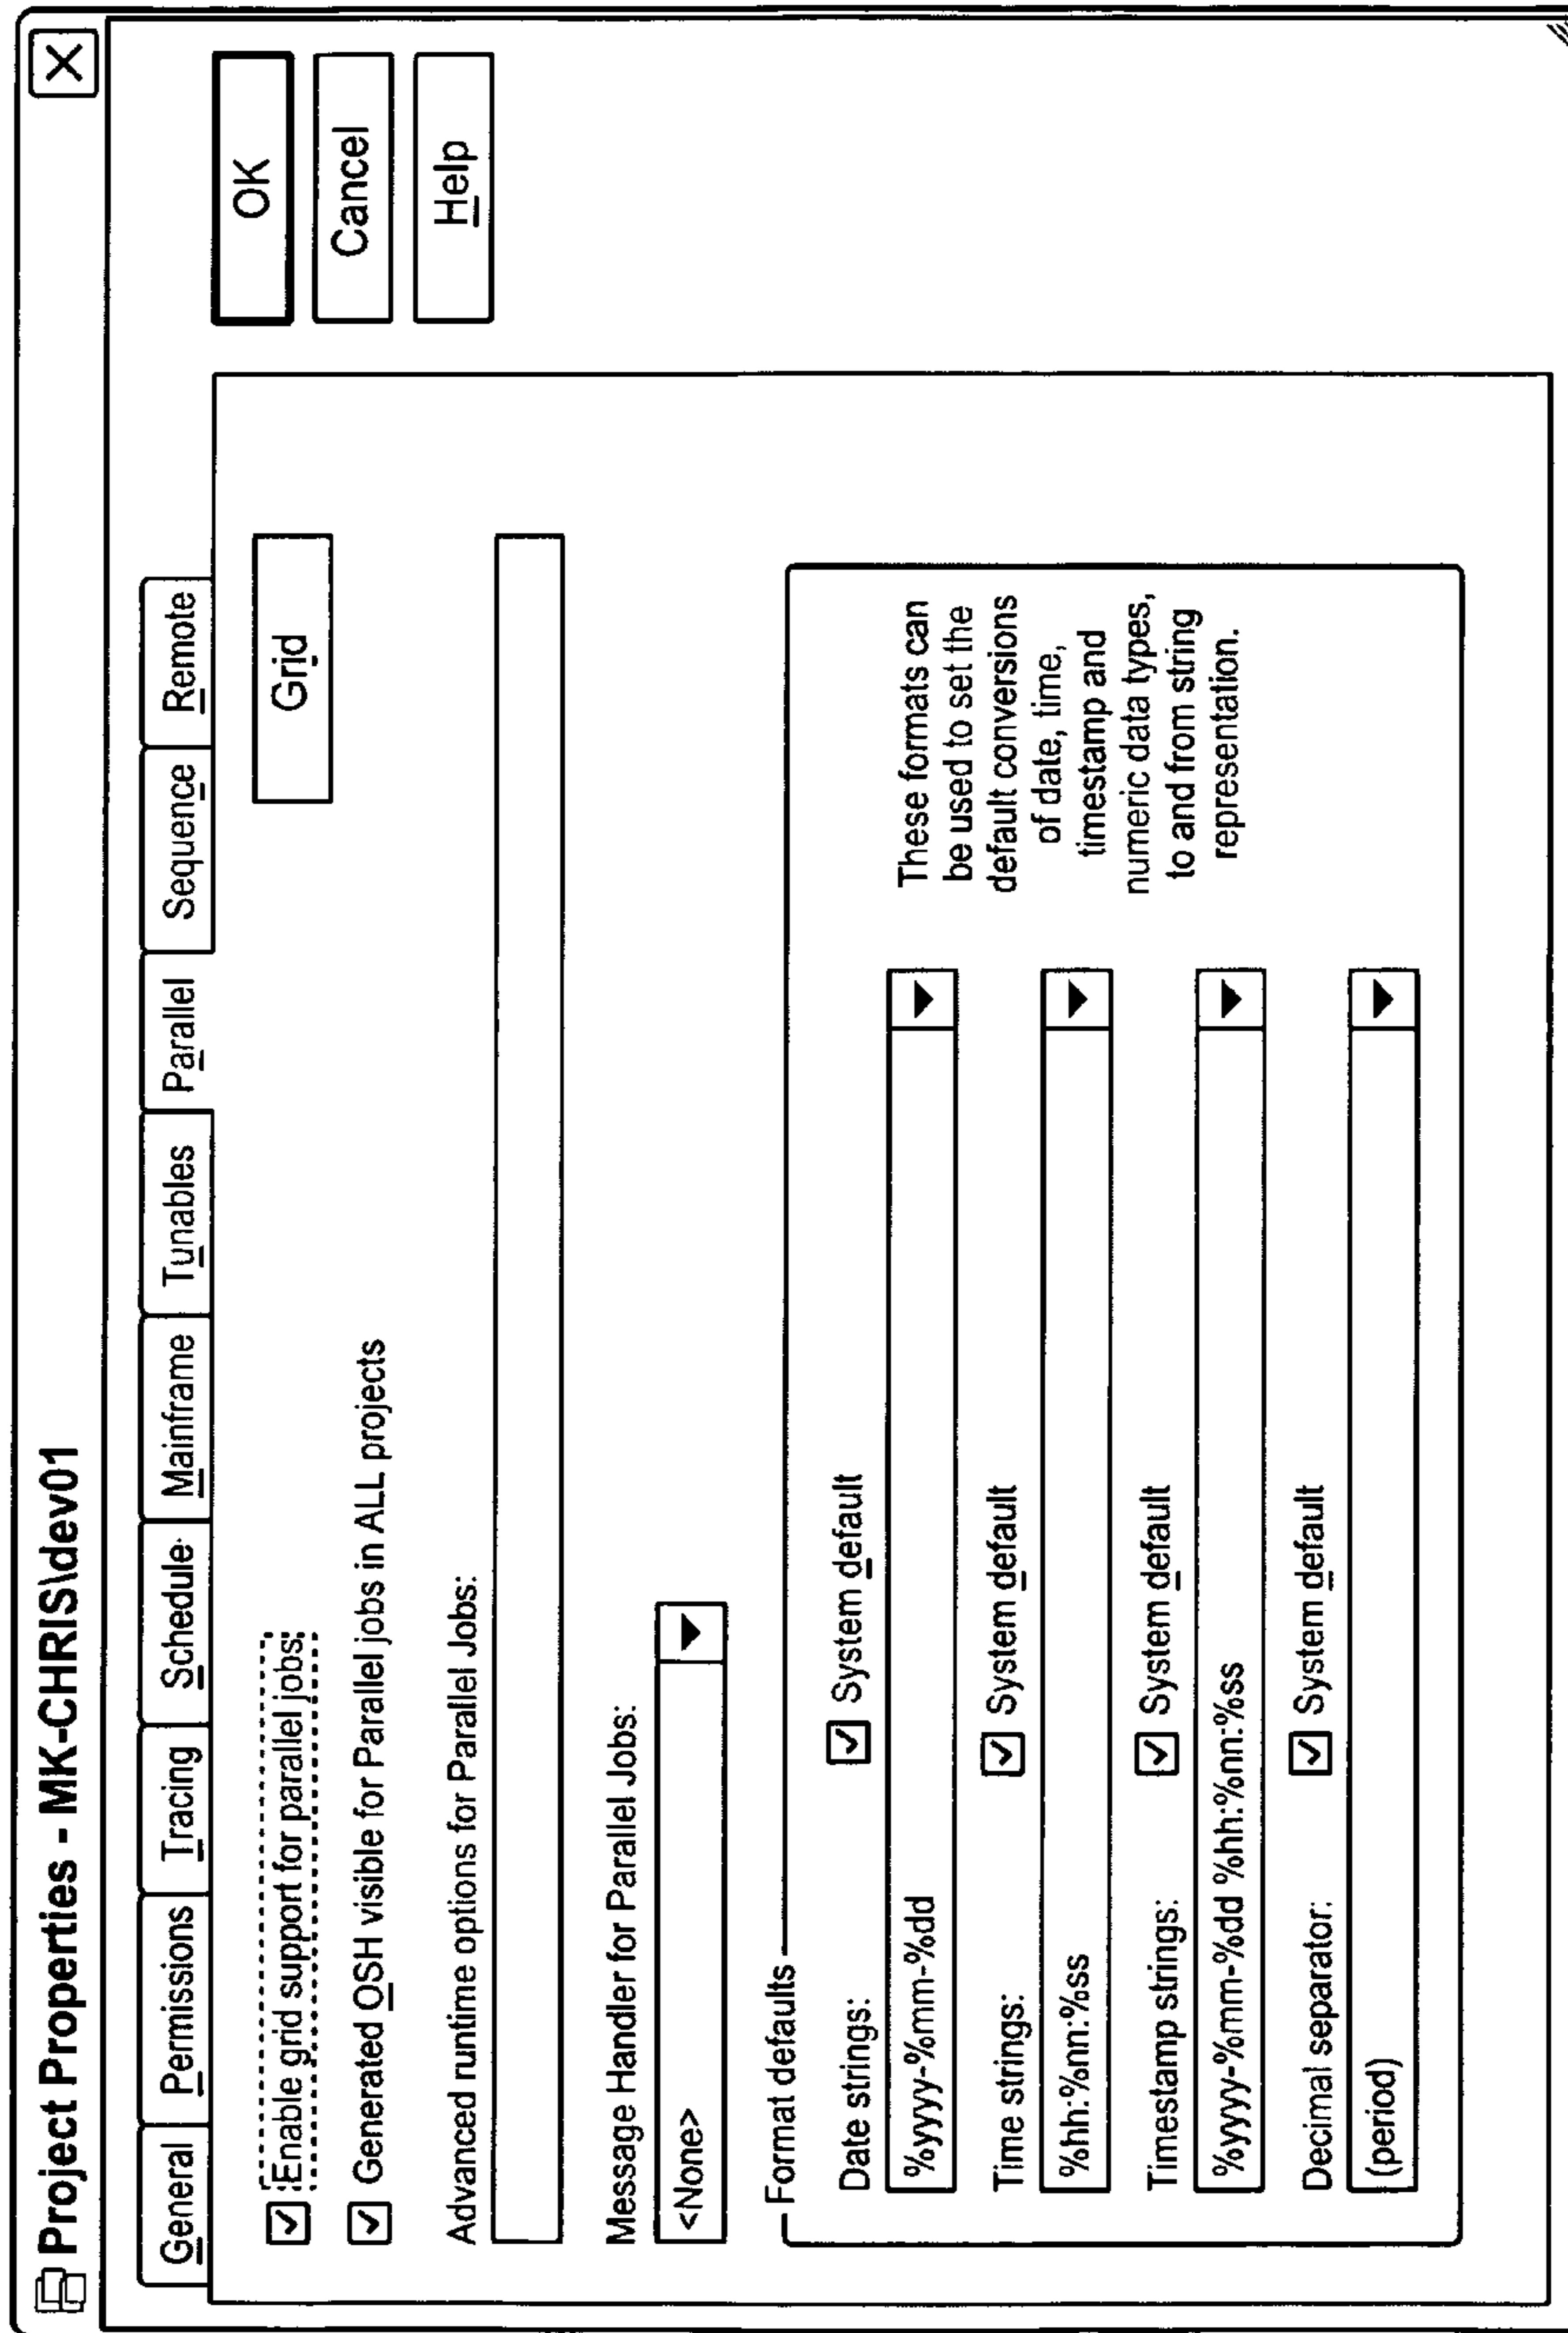 Project Properties - MK-CHRIS\dev01
General Permissions Tracing Schedule Mainframe Tunables Parallel Sequence Remote
OK
Cancel
Help
Enable grid support for parallel jobs
Grid
Generated OSH visible for Parallel jobs in ALL projects
Advanced runtime options for Parallel Jobs:
Message Handler for Parallel Jobs:
<None>
Format defaults
Date strings:
System default
%yyyy-%mm-%dd
Time strings:
System default
%hh:%nn:%ss
Timestamp strings:
System default
%yyyy-%mm-%dd %hh:%nn:%ss
Decimal separator:
System default
(period)
These formats can
be used to set the
default conversions
of date, time,
timestamp and
numeric data types,
to and from string
representation.